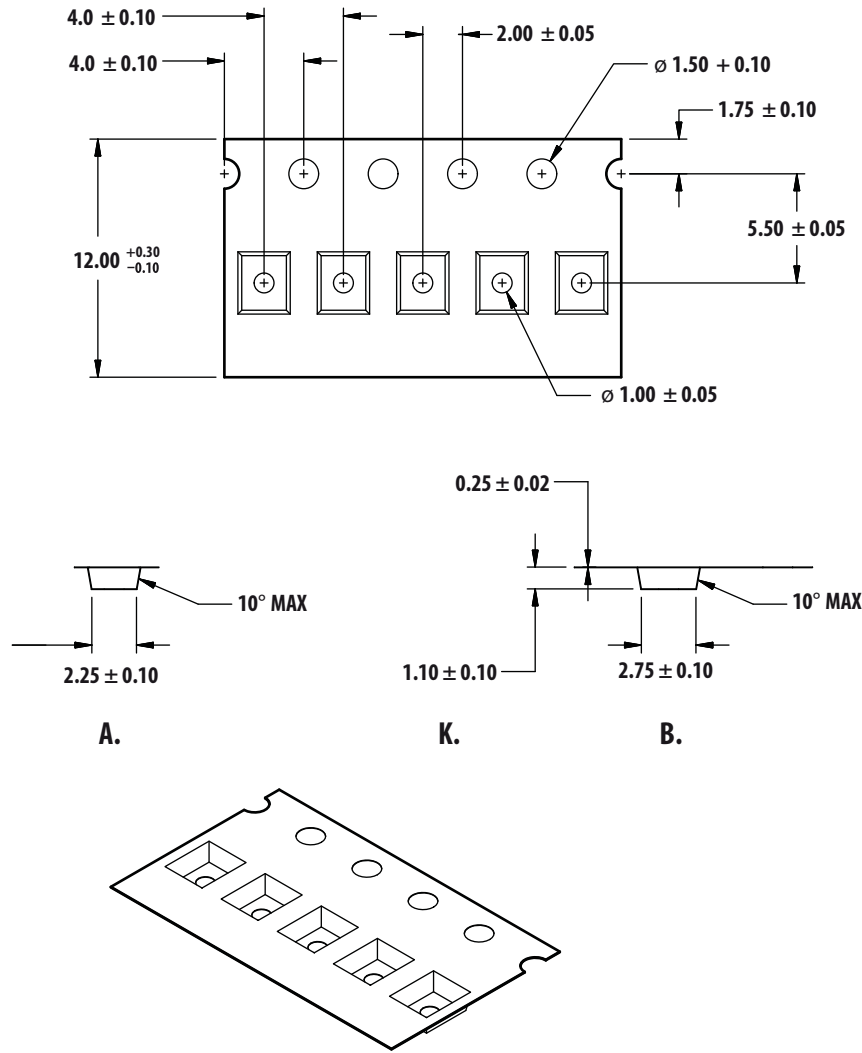 4.0 ± 0.10
2.00 ± 0.05
4.0 ± 0.10
ø 1.50 + 0.10
1.75 ± 0.10
5.50 ± 0.05
12.00 +0.30
−0.10
ø 1.00 ± 0.05
0.25 ± 0.02
10° MAX
10° MAX
2.25 ± 0.10
1.10 ± 0.10
2.75 ± 0.10
A.
K.
B.